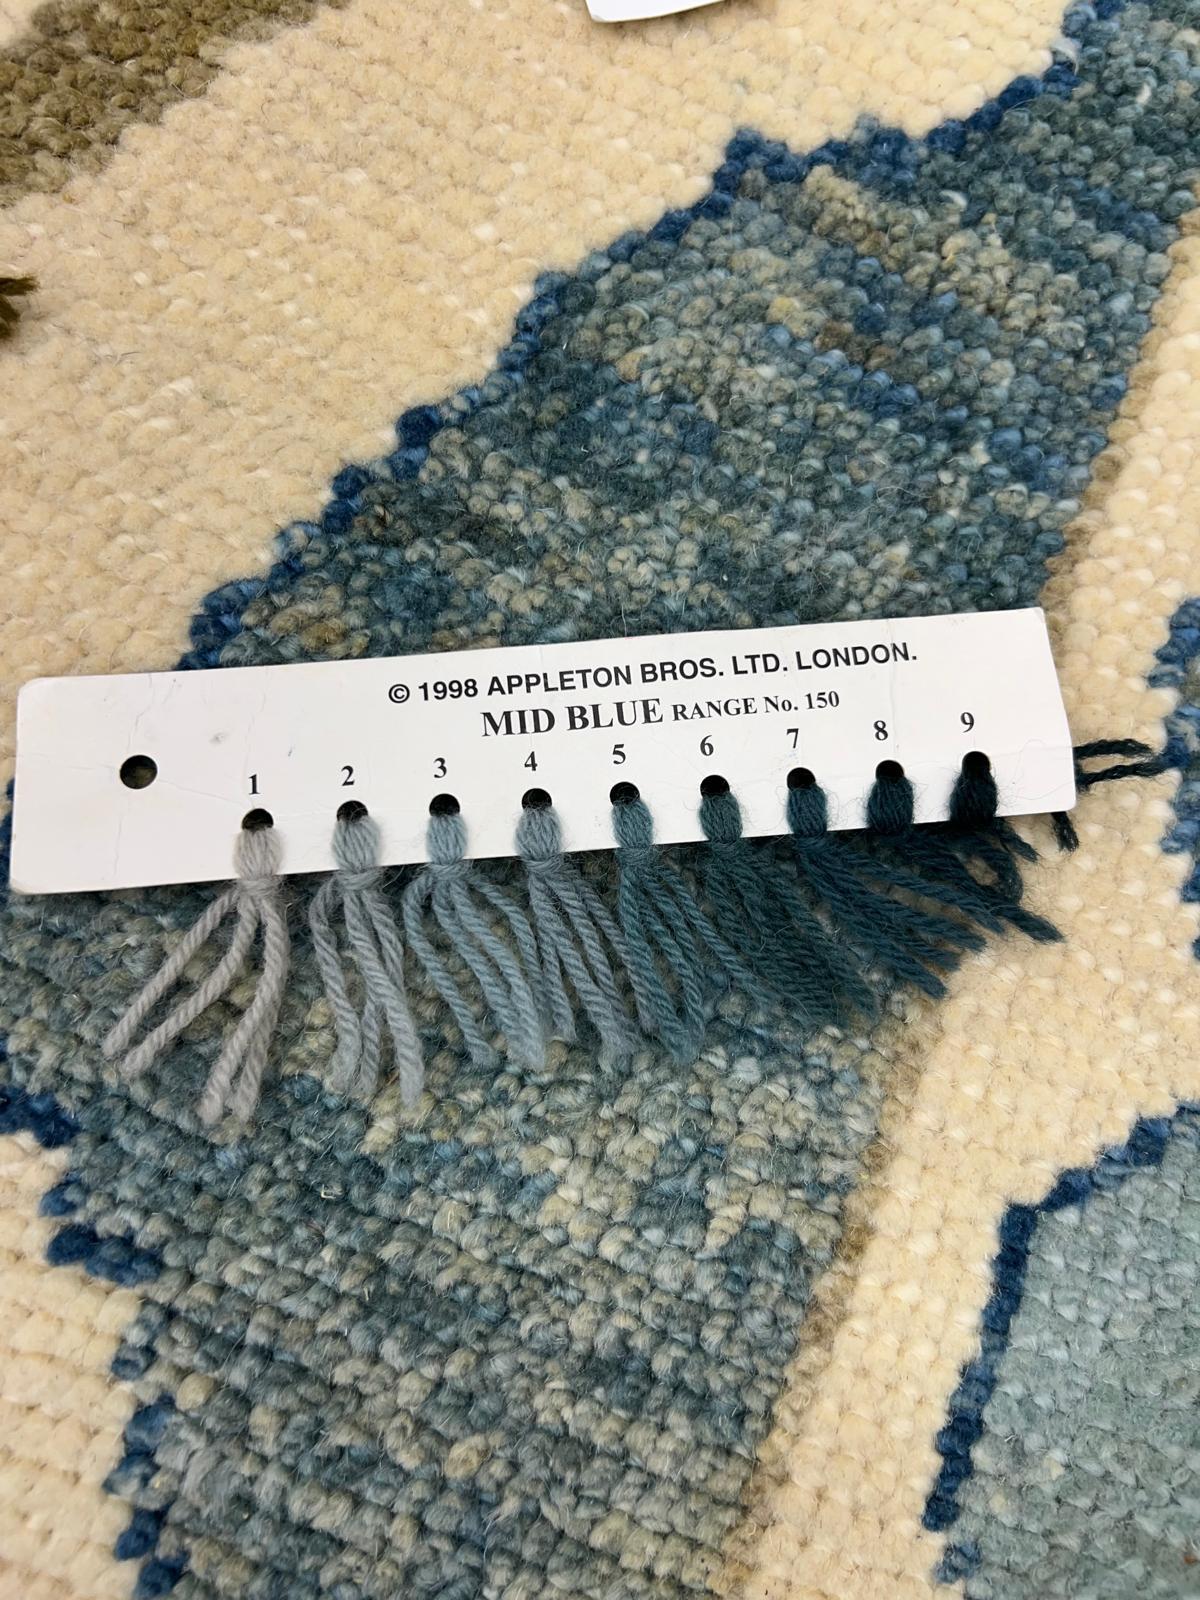 © 1998 APPLETON BROS. LTD. LONDON.
MID BLUE RANGE No. 150
1 2 3 4 5 6 7 8 9